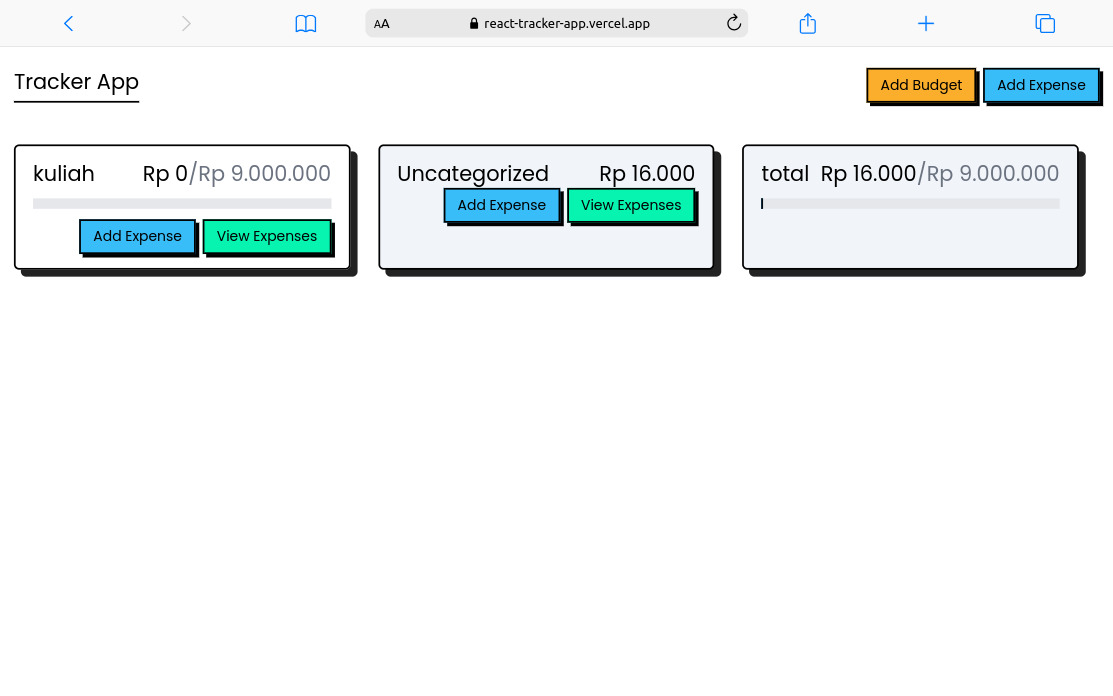 AA react-tracker-app.vercel.app
Tracker App
Add Budget Add Expense
kuliah Rp 0/Rp 9.000.000
Add Expense View Expenses
Uncategorized Rp 16.000
Add Expense View Expenses
total Rp 16.000/Rp 9.000.000